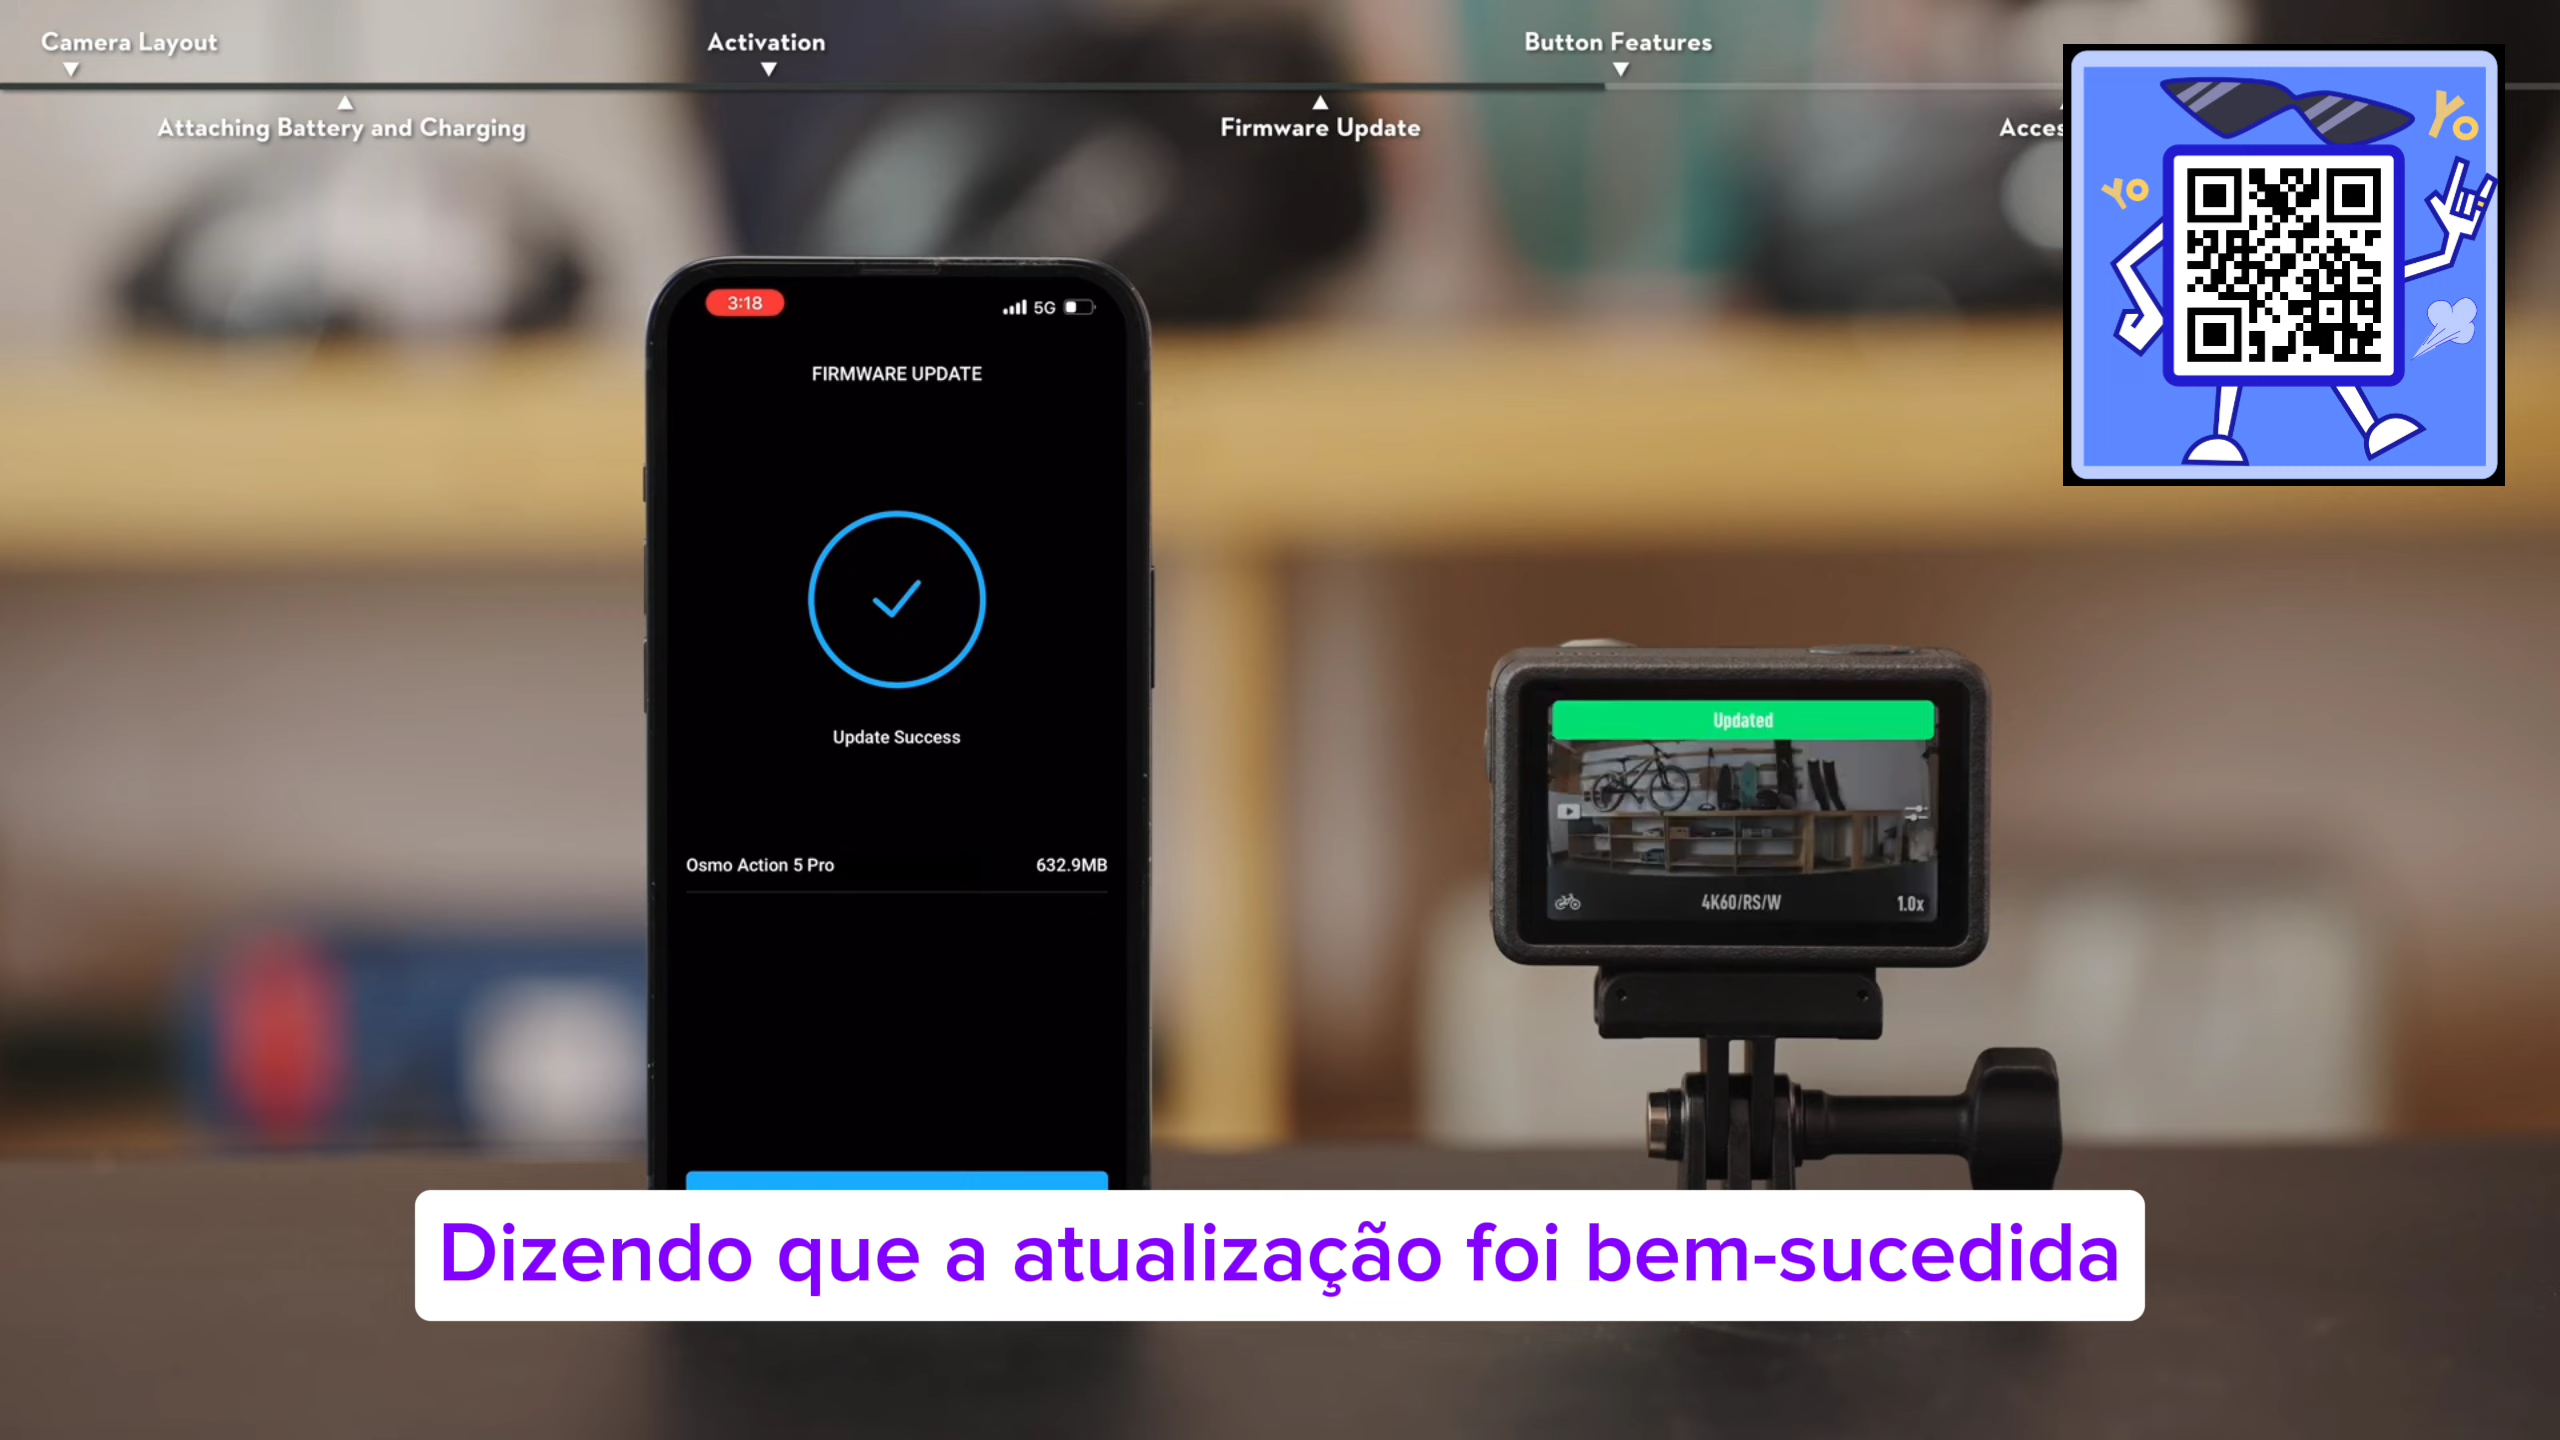 Camera Layout
Activation
Button Features
Attaching Battery and Charging
Firmware Update
Yo
Yo
3:18
5G
FIRMWARE UPDATE
Update Success
Osmo Action 5 Pro
632.9MB
Updated
4K60/RS/W
1.0x
Dizendo que a atualização foi bem-sucedida